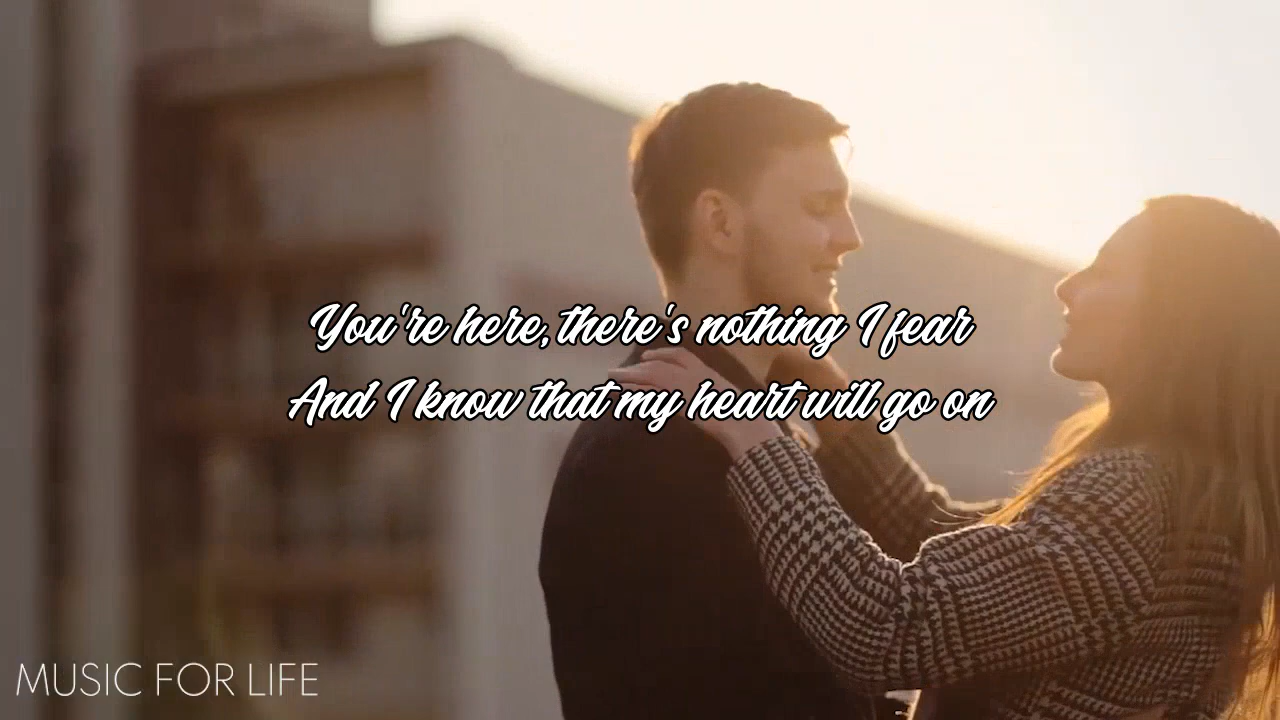 You're here, there's nothing I fear
And I know that my heart will go on
MUSIC FOR LIFE